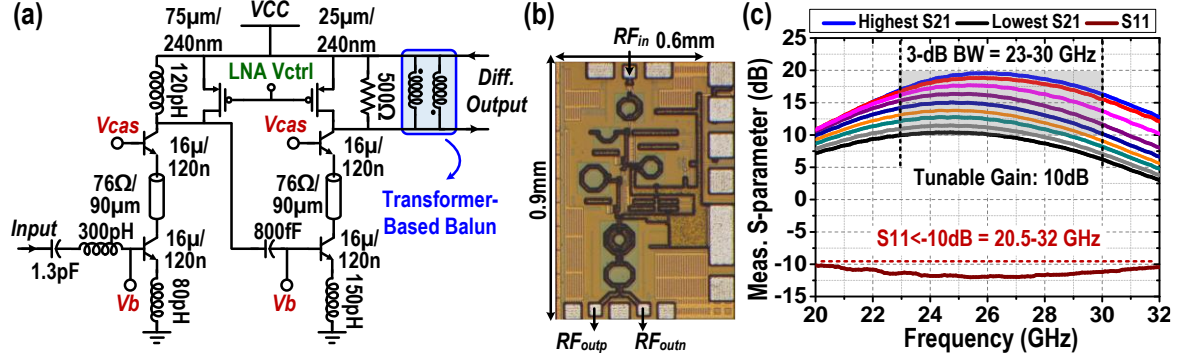 (a)
75μm/
240nm
VCC
25μm/
240nm
120pH
LNA Vctrl
500Ω
Diff.
Output
Vcas
Vcas
16μ/
120n
16μ/
120n
76Ω/
90μm
76Ω/
90μm
Transformer-
Based Balun
Input
300pH
1.3pF
800fF
16μ/
120n
16μ/
120n
Vb
80pH
Vb
150pH
(b)
RFin
0.6mm
0.9mm
RFoutp
RFoutn
(c)
Highest S21
Lowest S21
S11
3-dB BW = 23-30 GHz
Tunable Gain: 10dB
S11<-10dB = 20.5-32 GHz
Meas. S-parameter (dB)
25
20
15
10
5
0
-5
-10
-15
20
22
24
26
28
30
32
Frequency (GHz)